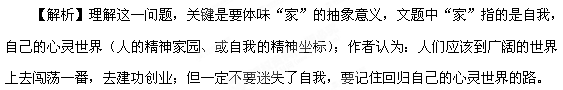 【解析】理解这一问题，关键是要体味“家”的抽象意义，文题中“家”指的是自我，
自己的心灵世界（人的精神家园、或自我的精神坐标）；作者认为：人们应该到广阔的世界
上去闯荡一番，去建功创业；但一定不要迷失了自我，要记住回归自己的心灵世界的路。